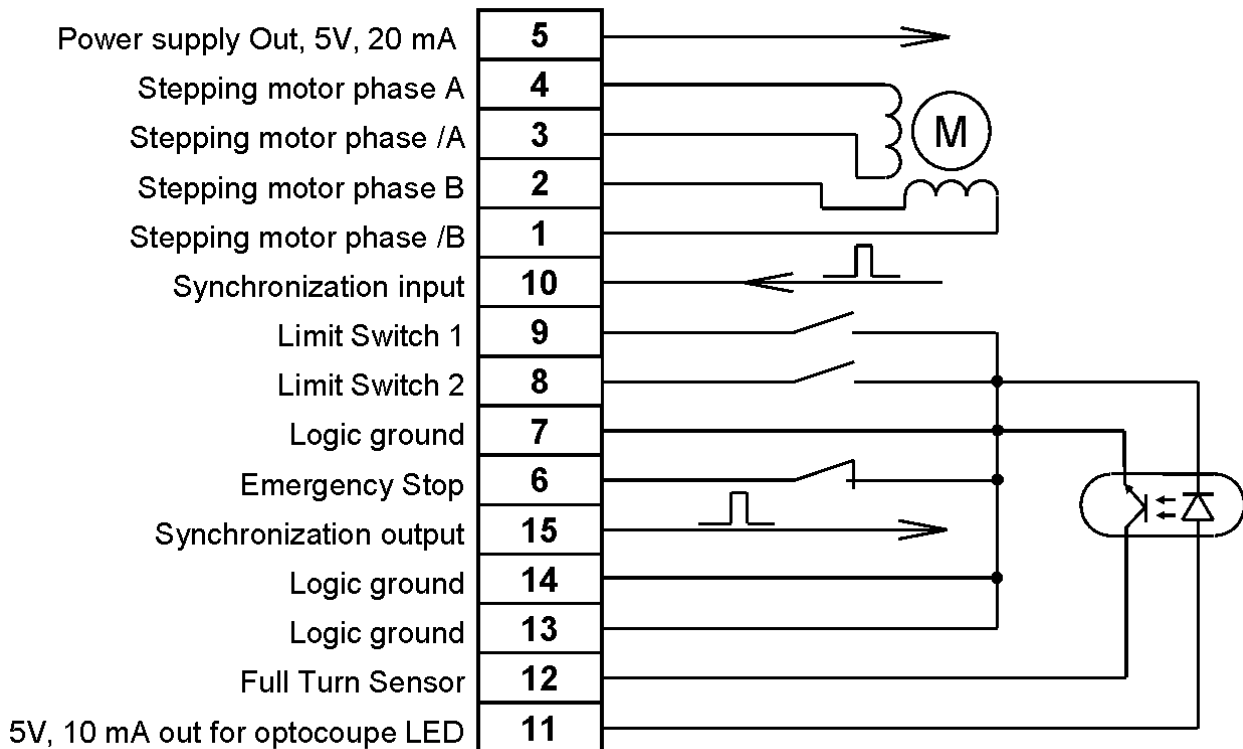 Power supply Out, 5V, 20 mA 5
Stepping motor phase A 4
Stepping motor phase /A 3
Stepping motor phase B 2
Stepping motor phase /B 1
Synchronization input 10
Limit Switch 1 9
Limit Switch 2 8
Logic ground 7
Emergency Stop 6
Synchronization output 15
Logic ground 14
Logic ground 13
Full Turn Sensor 12
5V, 10 mA out for optocoupe LED 11
M